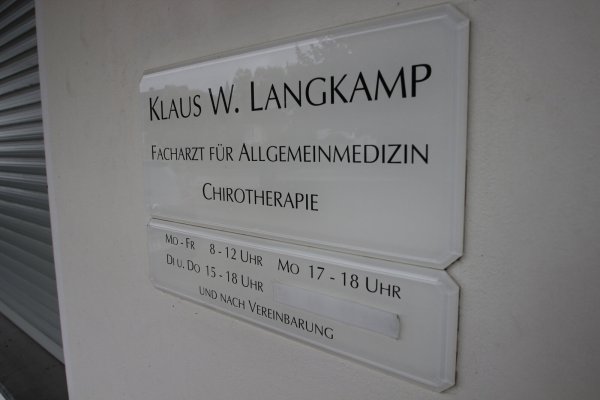 KLAUS W. LANGKAMP
FACHARZT FÜR ALLGEMEINMEDIZIN
CHIROTHERAPIE
MO - FR 8 - 12 UHR MO 17 - 18 UHR
DI U. DO 15 - 18 UHR
UND NACH VEREINBARUNG